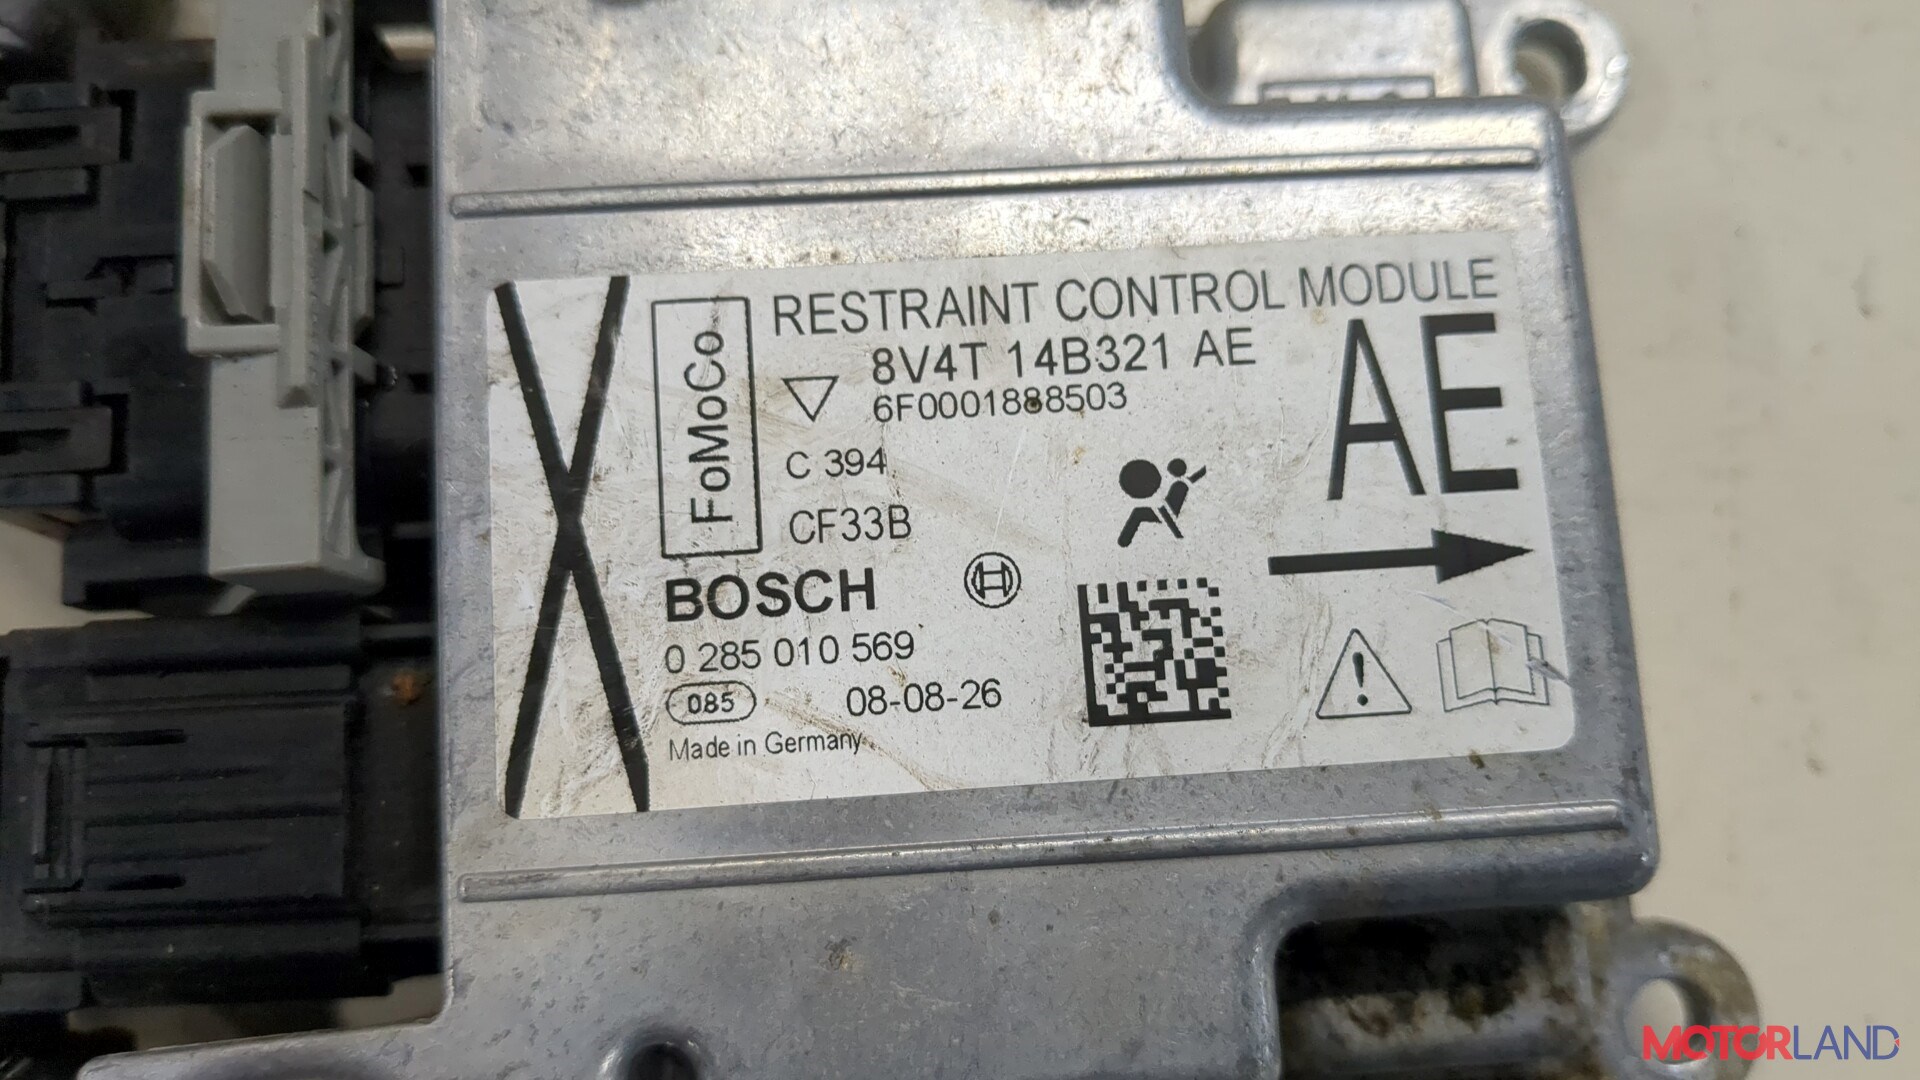 RESTRAINT CONTROL MODULE
8V4T 14B321 AE
6F0001888503
AE
FoMoCo
C 394
CF33B
BOSCH
0 285 010 569
085
08-08-26
Made in Germany
MOTORLAND